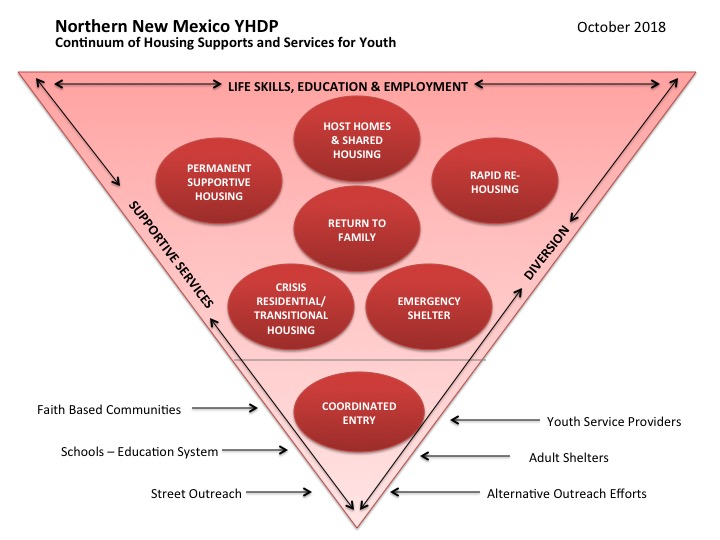 Northern New Mexico YHDP
October 2018
Continuum of Housing Supports and Services for Youth
LIFE SKILLS, EDUCATION & EMPLOYMENT
HOST HOMES
& SHARED
HOUSING
PERMANENT
SUPPORTIVE
HOUSING
RAPID RE-
HOUSING
RETURN TO
FAMILY
SUPPORTIVE SERVICES
DIVERSION
CRISIS
RESIDENTIAL/
TRANSITIONAL
HOUSING
EMERGENCY
SHELTER
COORDINATED
ENTRY
Faith Based Communities
Youth Service Providers
Schools – Education System
Adult Shelters
Street Outreach
Alternative Outreach Efforts